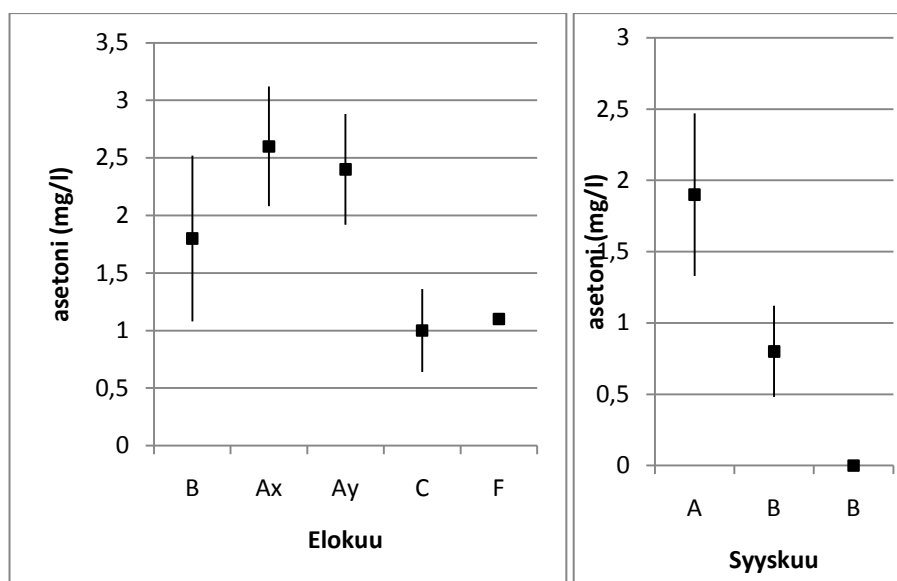 3,5
3
2,5
2
1,5
1
0,5
0
asetoni (mg/l)
B Ax Ay C F
Elokuu
3
2,5
2
1,5
1
0,5
0
asetoni (mg/l)
A B B
Syyskuu